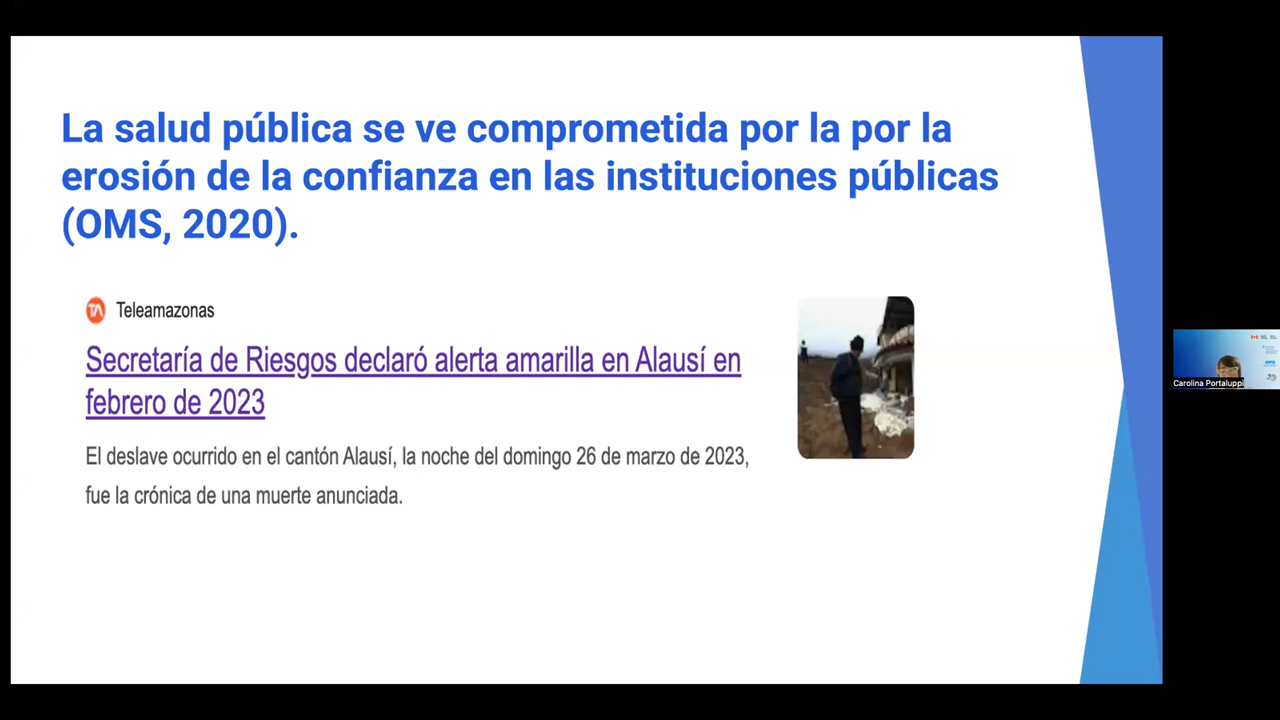 La salud pública se ve comprometida por la por la
erosión de la confianza en las instituciones públicas
(OMS, 2020).
TA Teleamazonas
Secretaría de Riesgos declaró alerta amarilla en Alausí en
febrero de 2023
El deslave ocurrido en el cantón Alausí, la noche del domingo 26 de marzo de 2023,
fue la crónica de una muerte anunciada.
Carolina Portaluppi